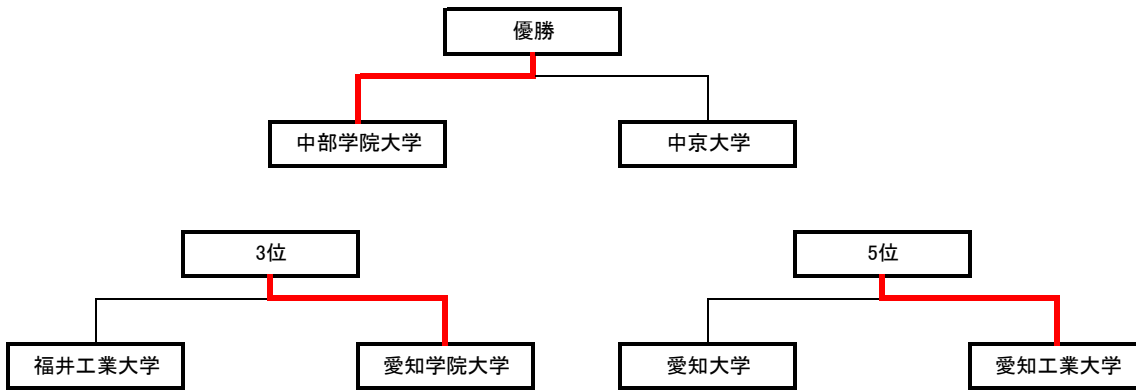 優勝
中部学院大学
中京大学
3位
5位
福井工業大学
愛知学院大学
愛知大学
愛知工業大学